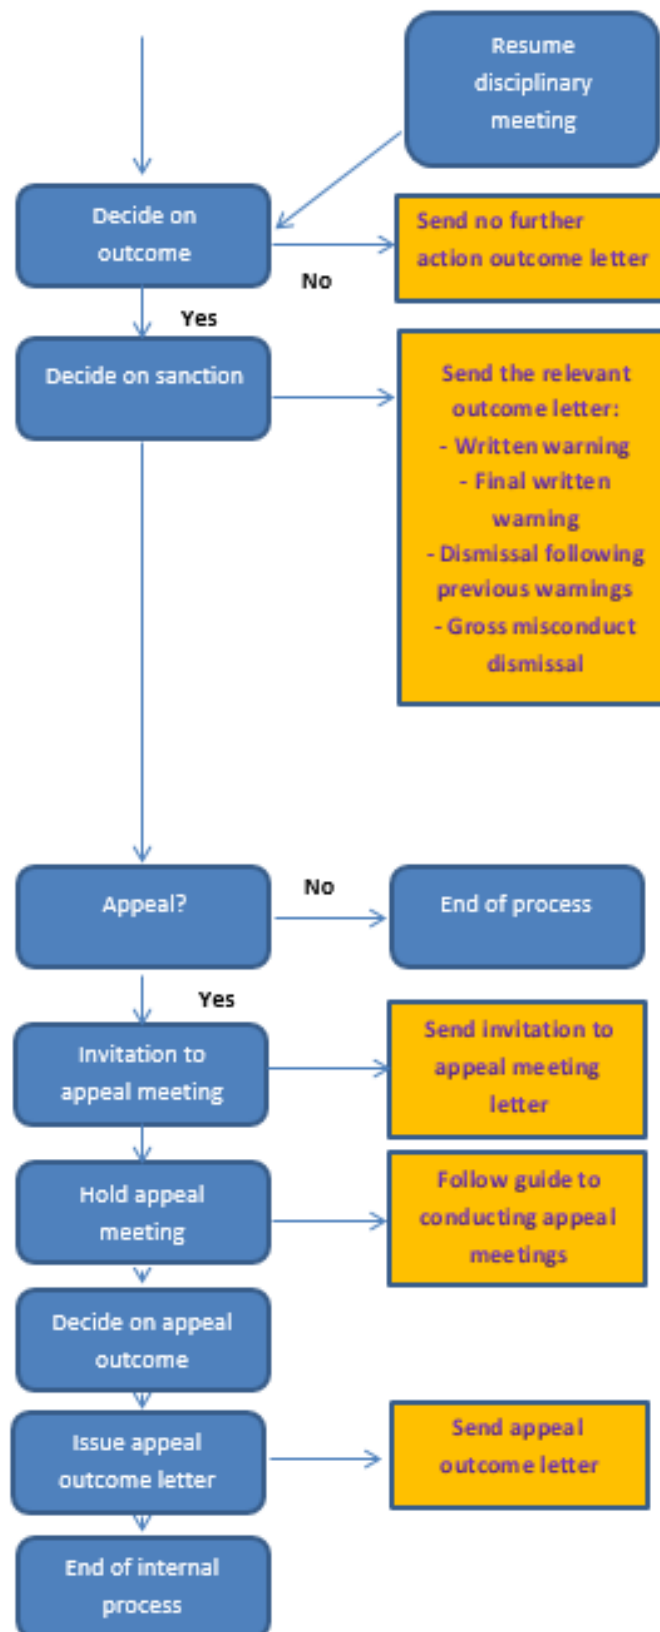 Resume
disciplinary
meeting
Decide on
outcome
No
Send no further
action outcome letter
Yes
Decide on sanction
Send the relevant
outcome letter:
- Written warning
- Final written
warning
- Dismissal following
previous warnings
- Gross misconduct
dismissal
Appeal?
No
End of process
Yes
Invitation to
appeal meeting
Send invitation to
appeal meeting
letter
Hold appeal
meeting
Follow guide to
conducting appeal
meetings
Decide on appeal
outcome
Issue appeal
outcome letter
Send appeal
outcome letter
End of internal
process